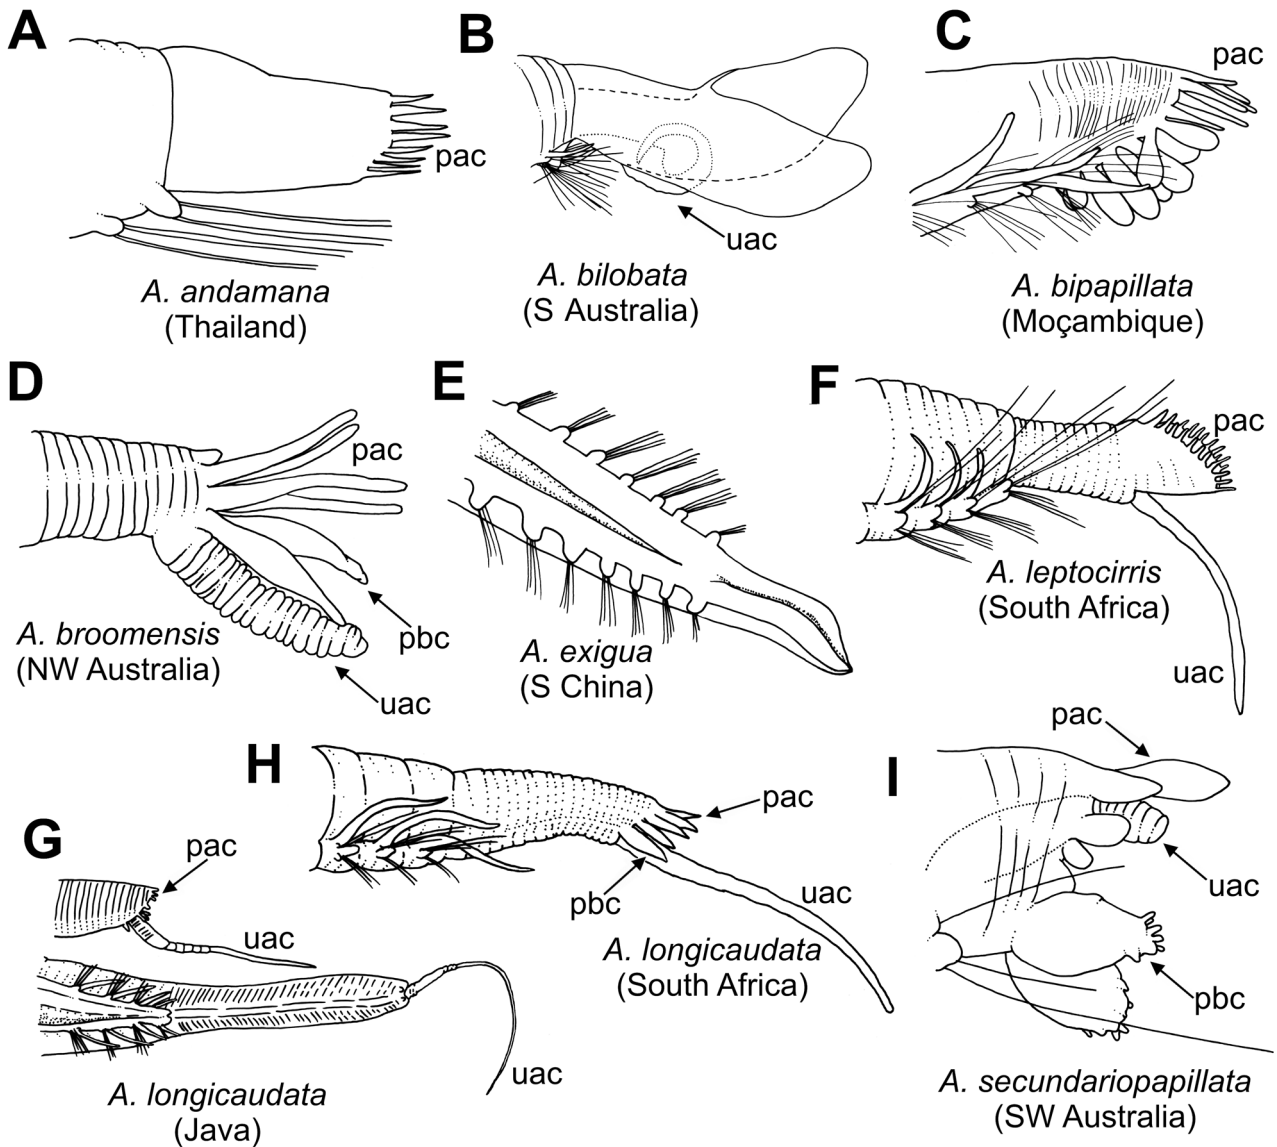 A
pac
A. andamana
(Thailand)
B
uac
A. bilobata
(S Australia)
C
pac
A. bipapillata
(Moçambique)
D
pac
pbc
uac
A. broomensis
(NW Australia)
E
A. exigua
(S China)
F
pac
A. leptocirris
(South Africa)
uac
G
pac
uac
uac
A. longicaudata
(Java)
H
pac
pbc
uac
A. longicaudata
(South Africa)
I
pac
uac
pbc
A. secundariopapillata
(SW Australia)